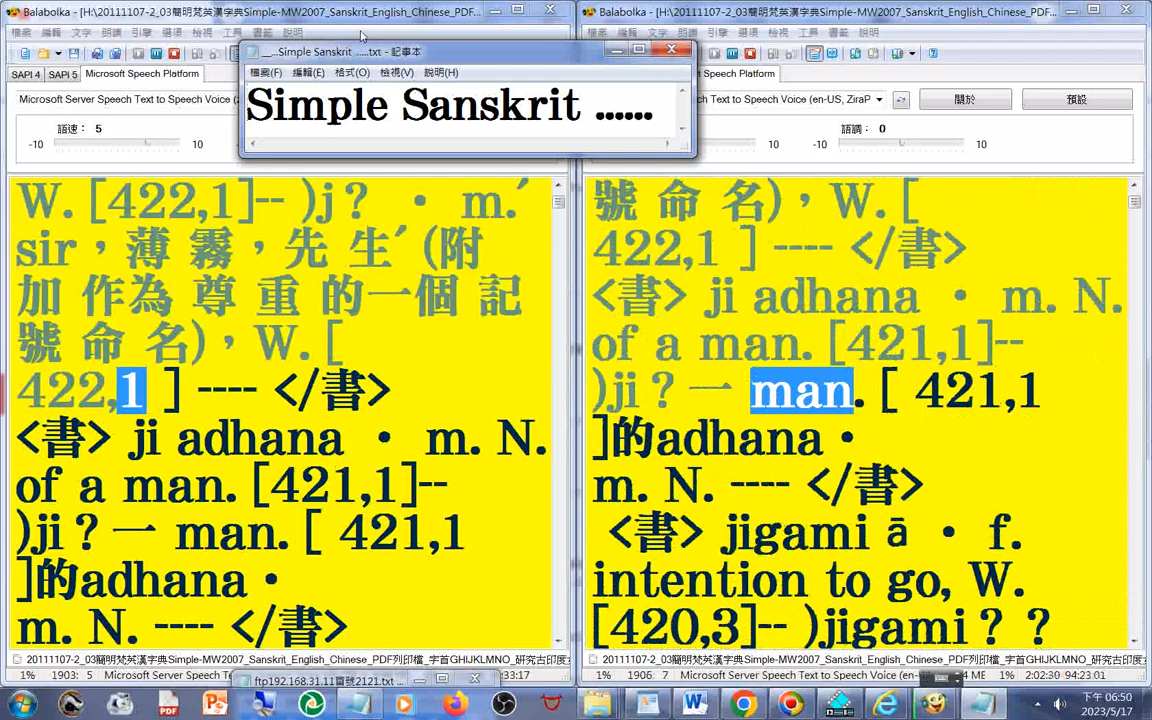 Balabolka - [H:\20111107-2_03簡明梵英漢字典Simple-MW2007_Sanskrit_English_Chinese_PDF...
檔案 編輯 文字 朗讀 引擎 選項 檢視 工具 書籤 說明
SAPI 4 SAPI 5 Microsoft Speech Platform
Microsoft Server Speech Text to Speech Voice (
語速： 5
-10 10
W. [422,1]-- )j？ • m.´
sir，薄 霧，先 生´(附
加 作為 尊 重 的一個 記
號 命 名)，W. [
422,1 ] ---- </書>
<書> ji adhana • m. N.
of a man. [421,1]--
)ji？一 man. [ 421,1
]的adhana •
m. N. ---- </書>
20111107-2_03簡明梵英漢字典Simple-MW2007_Sanskrit_English_Chinese_PDF列印檔_字首GHIJKLMNO_研究古印度
1% 1903: 5 Microsoft Server Spee
33:17
__...Simple Sanskrit ......txt - 記事本
檔案(F) 編輯(E) 格式(O) 檢視(V) 說明(H)
Simple Sanskrit ......
Balabolka - [H:\20111107-2_03簡明梵英漢字典Simple-MW2007_Sanskrit_English_Chinese_PDF...
Speech Platform
ch Text to Speech Voice (en-US, ZiraP
關於 預設
語調： 0
10 -10 10
號 命 名)，W. [
422,1 ] ---- </書>
<書> ji adhana • m. N.
of a man. [421,1]--
)ji？一 man. [ 421,1
]的adhana •
m. N. ---- </書>
<書> jigami ā • f.
intention to go, W.
[420,3]-- )jigami？？
20111107-2_03簡明梵英漢字典Simple-MW2007_Sanskrit_English_Chinese_PDF列印檔_字首GHIJKLMNO_研究古印度
1% 1906: 7 Microsoft Server Speech Text
2:02:30 94:23:01
ftp192.168.31.11冒號2121.txt ...
下午 06:50
2023/5/17